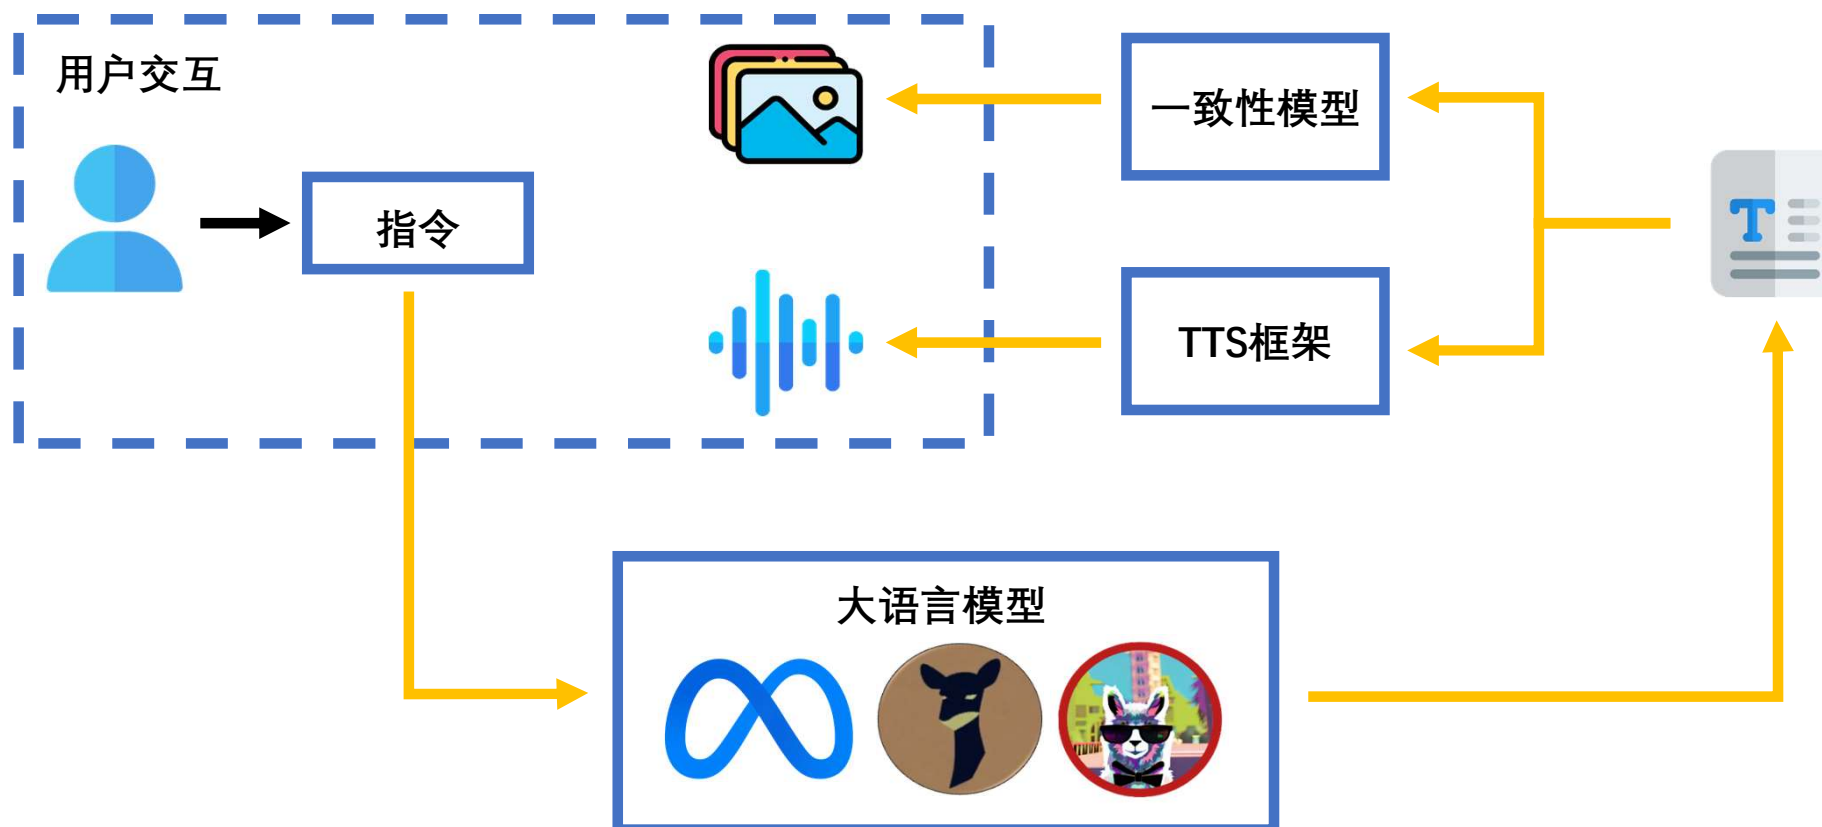 用户交互
指令
一致性模型
TTS框架
T
大语言模型